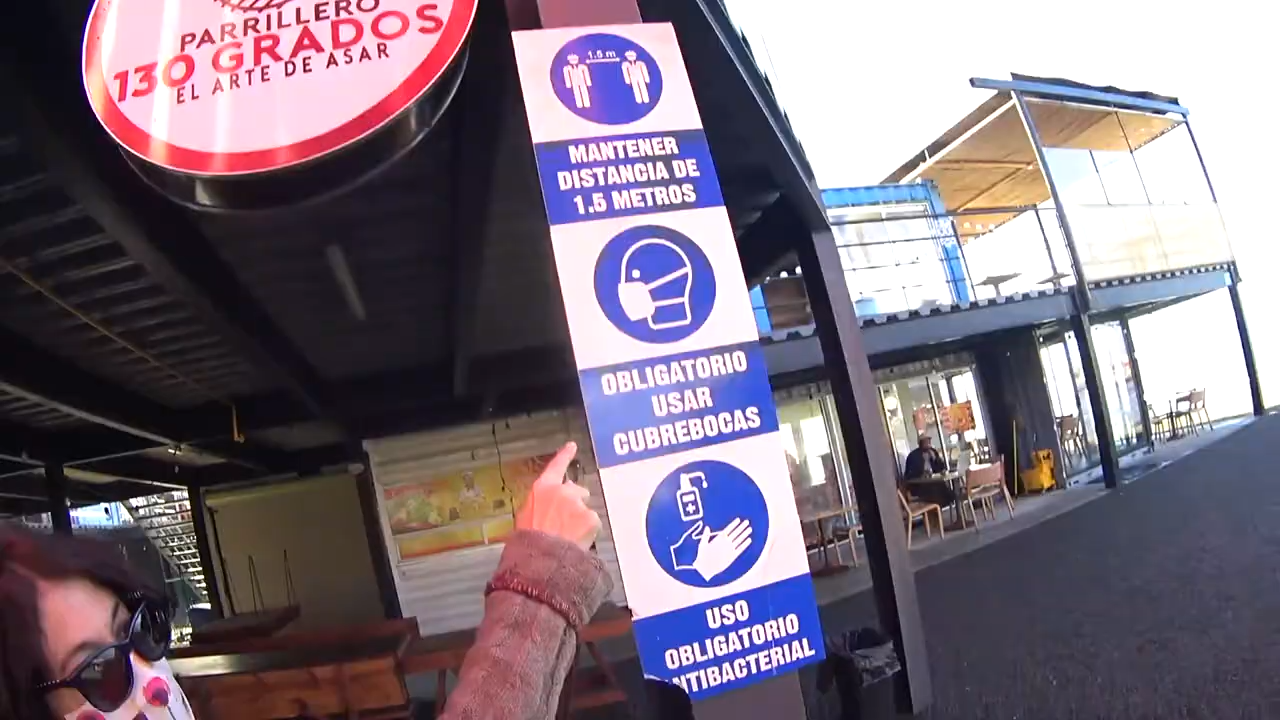 PARRILLERO
130 GRADOS
EL ARTE DE ASAR
1.5 m
MANTENER
DISTANCIA DE
1.5 METROS
OBLIGATORIO
USAR
CUBREBOCAS
USO
OBLIGATORIO
NTIBACTERIAL